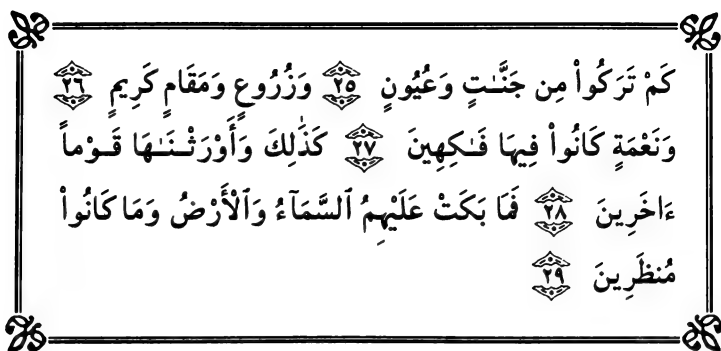 كَمْ تَرَكُوا۟ مِن جَنَّـٰتٍ وَعُيُونٍ ٢٥ وَزُرُوعٍ وَمَقَامٍ كَرِيمٍ ٢٦
وَنَعْمَةٍ كَانُوا۟ فِيهَا فَـٰكِهِينَ ٢٧ كَذَٰلِكَ وَأَوْرَثْنَـٰهَا قَوْماً
ءَاخَرِينَ ٢٨ فَمَا بَكَتْ عَلَيْهِمُ ٱلسَّمَآءُ وَٱلْأَرْضُ وَمَا كَانُوا۟
مُنظَرِينَ ٢٩